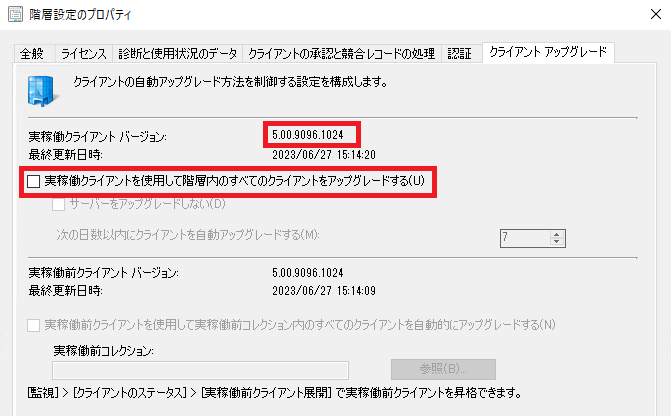 階層設定のプロパティ
全般 ライセンス 診断と使用状況のデータ クライアントの承認と競合レコードの処理 認証 クライアント アップグレード
クライアントの自動アップグレード方法を制御する設定を構成します。
実稼働クライアント バージョン: 5.00.9096.1024
最終更新日時: 2023/06/27 15:14:20
実稼働クライアントを使用して階層内のすべてのクライアントをアップグレードする(U)
サーバーをアップグレードしない(D)
次の日数以内にクライアントを自動アップグレードする(M): 7
実稼働前クライアント バージョン: 5.00.9096.1024
最終更新日時: 2023/06/27 15:14:09
実稼働前クライアントを使用して実稼働前コレクション内のすべてのクライアントを自動的にアップグレードする(N)
実稼働前コレクション:
参照(B)...
[監視] > [クライアントのステータス] > [実稼働前クライアント展開] で実稼働前クライアントを昇格できます。